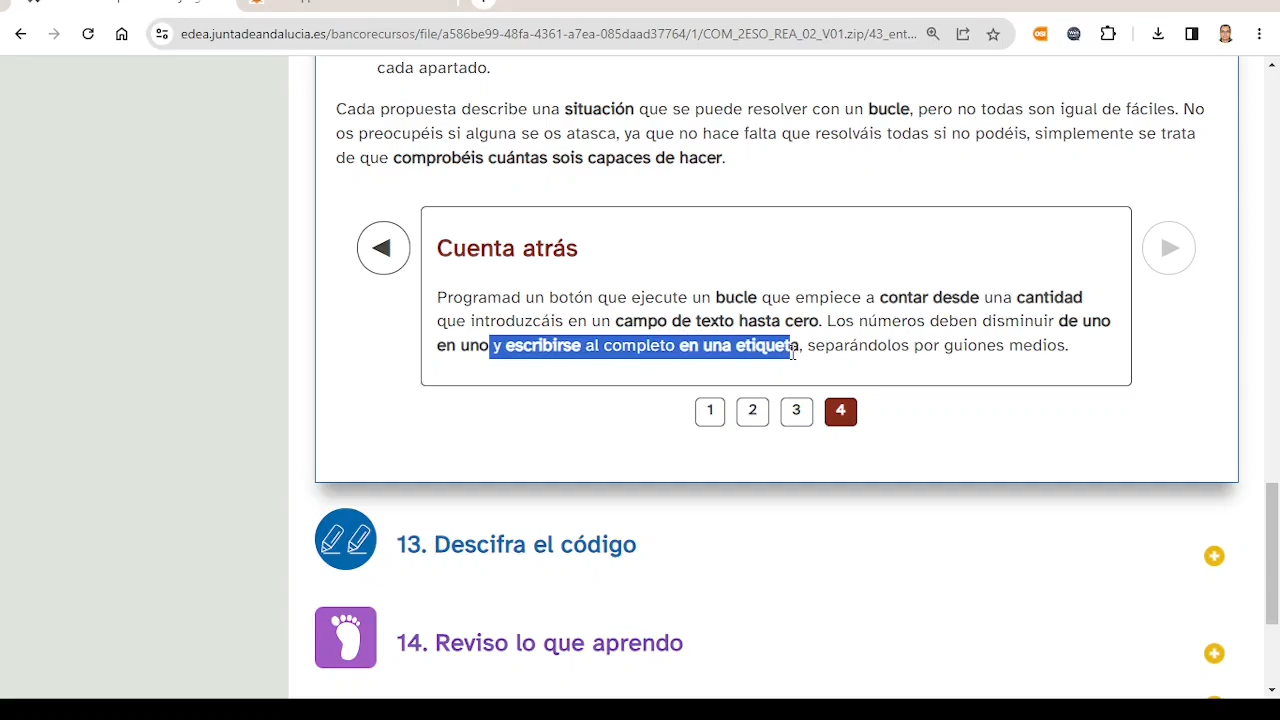 edea.juntadeandalucia.es/bancorecursos/file/a586be99-48f8-4361-a7ea-085daad37764/1/COM_2ESO_REA_02_V01.zip/43_ent...
cada apartado.
Cada propuesta describe una situación que se puede resolver con un bucle, pero no todas son igual de fáciles. No
os preocupéis si alguna se os atasca, ya que no hace falta que resolváis todas si no podéis, simplemente se trata
de que comprobéis cuántas sois capaces de hacer.
Cuenta atrás
Programad un botón que ejecute un bucle que empiece a contar desde una cantidad
que introduzcáis en un campo de texto hasta cero. Los números deben disminuir de uno
en uno y escribirse al completo en una etiqueta, separándolos por guiones medios.
1 2 3 4
13. Descifra el código
14. Reviso lo que aprendo